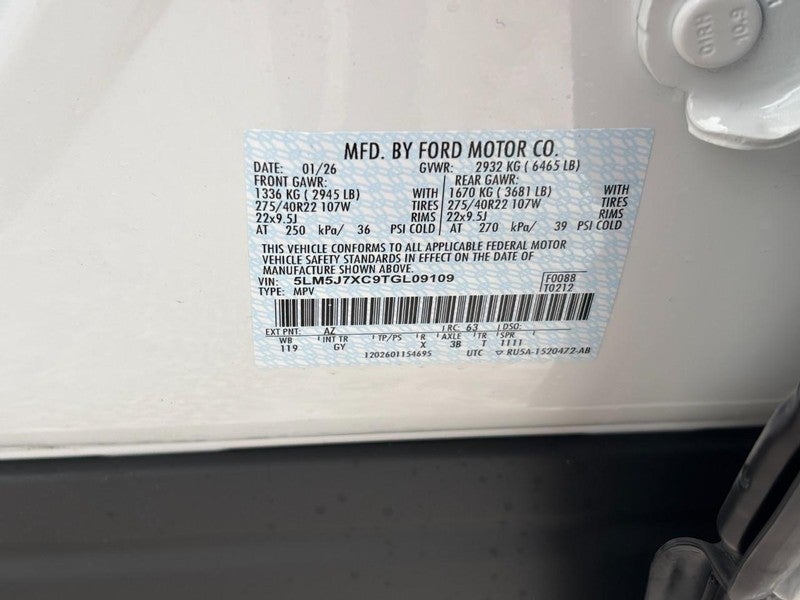 01RH
10.9
MFD. BY FORD MOTOR CO.
DATE: 01/26 GVWR: 2932 KG ( 6465 LB)
FRONT GAWR: REAR GAWR:
1336 KG ( 2945 LB) WITH 1670 KG ( 3681 LB) WITH
275/40R22 107W TIRES 275/40R22 107W TIRES
22x9.5J RIMS 22x9.5J RIMS
AT 250 kPa/ 36 PSI COLD AT 270 kPa/ 39 PSI COLD
THIS VEHICLE CONFORMS TO ALL APPLICABLE FEDERAL MOTOR
VEHICLE SAFETY STANDARDS IN EFFECT ON THE DATE OF
MANUFACTURE SHOWN ABOVE.
VIN: 5LM5J7XC9TGL09109 F0088
TYPE: MPV T0212
EXT PNT: AZ RC: 63 DSO:
WB INT TR TP/PS R AXLE TR SPR
119 GY X 3B T 1111
1202601154695 UTC ▽ RU5A-1520472-AB